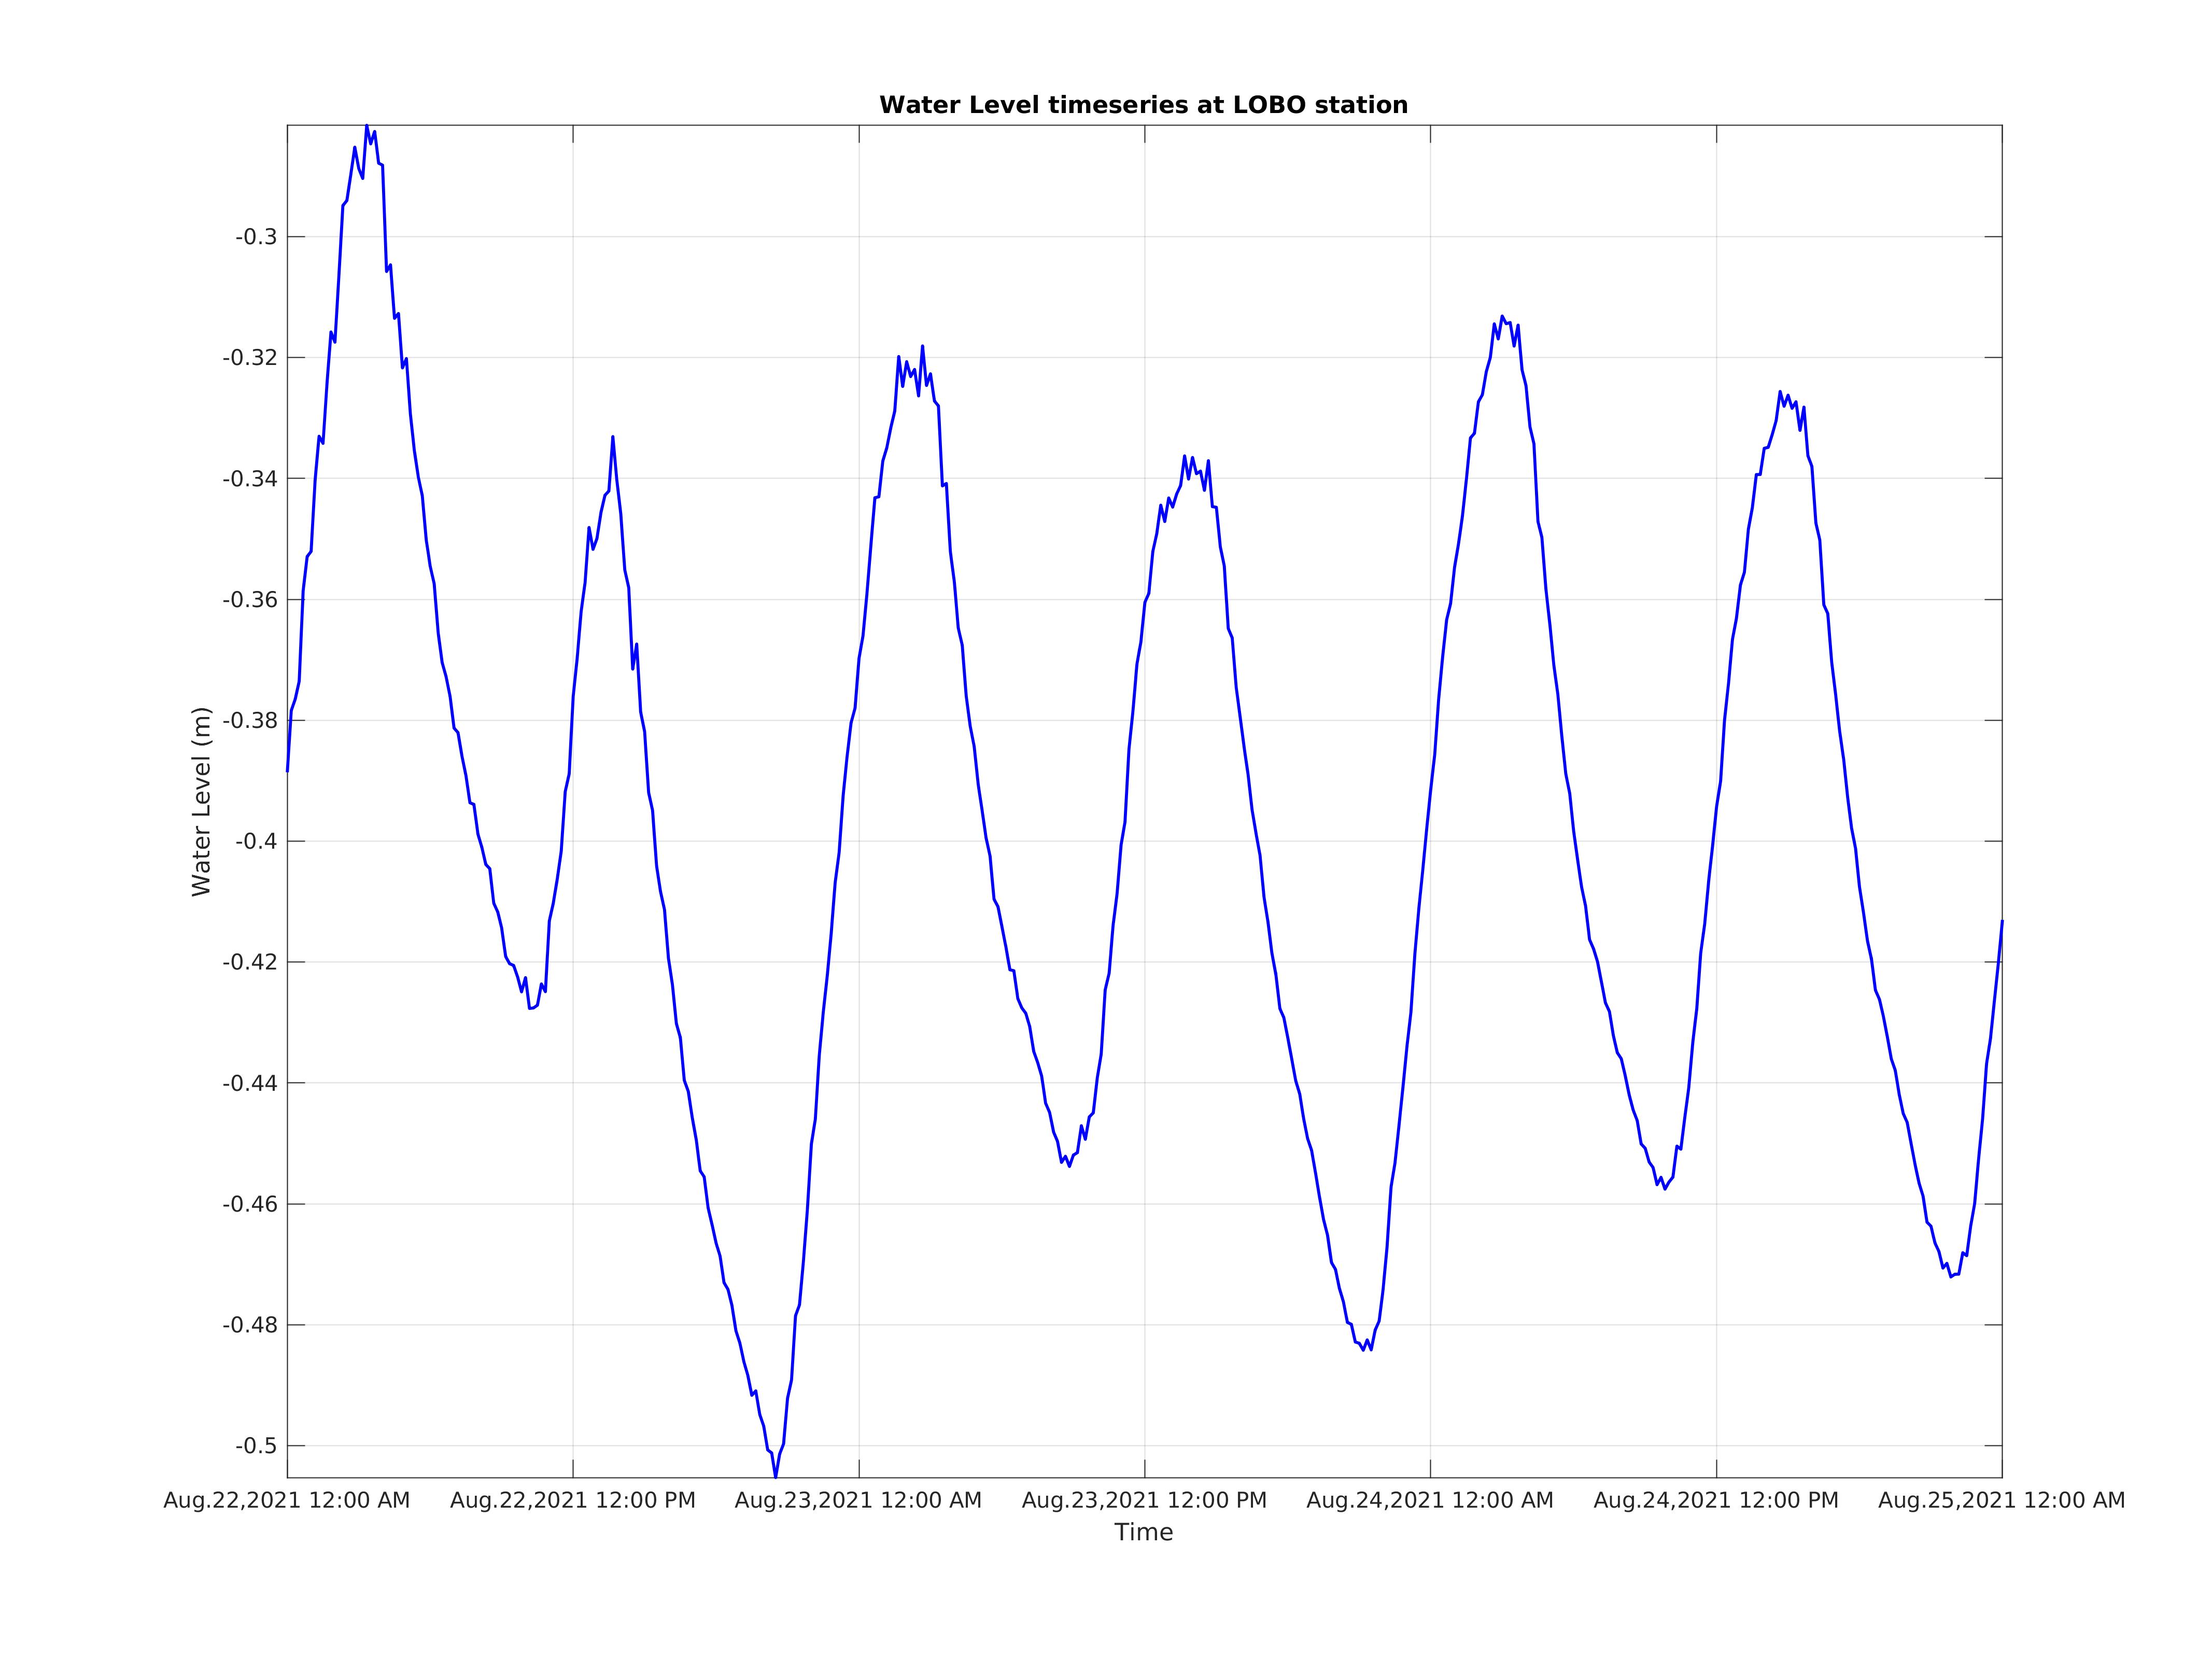 Water Level timeseries at LOBO station
-0.3
-0.32
-0.34
-0.36
-0.38
-0.4
-0.42
-0.44
-0.46
-0.48
-0.5
Water Level (m)
Aug.22,2021 12:00 AM Aug.22,2021 12:00 PM Aug.23,2021 12:00 AM Aug.23,2021 12:00 PM Aug.24,2021 12:00 AM Aug.24,2021 12:00 PM Aug.25,2021 12:00 AM
Time